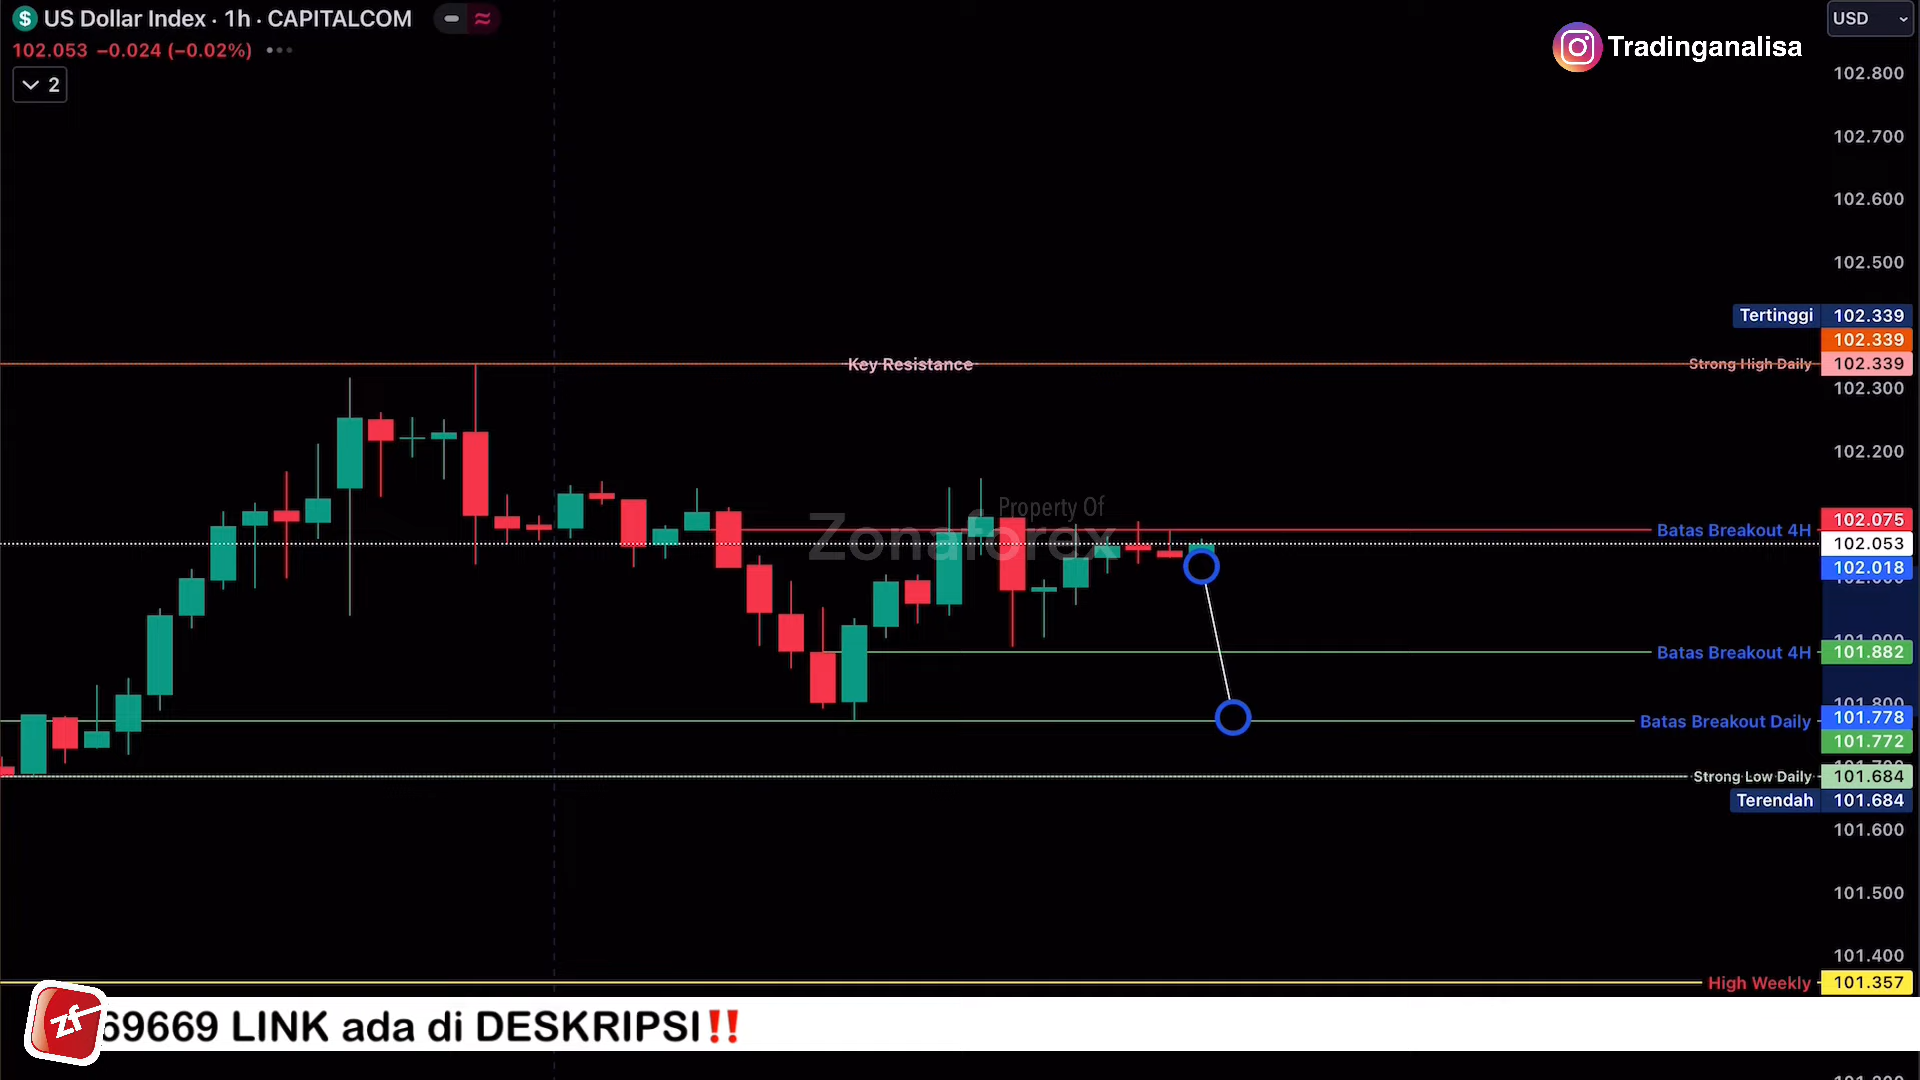 $ US Dollar Index · 1h · CAPITALCOM
102.053 −0.024 (−0.02%)
2
Tradinganalisa
USD
102.800
102.700
102.600
102.500
Tertinggi 102.339
102.339
Key Resistance
Strong High Daily 102.339
102.300
102.200
Property Of
Zonaforex
102.075
Batas Breakout 4H
102.053
102.018
Batas Breakout 4H 101.882
101.778
Batas Breakout Daily
101.772
Strong Low Daily 101.684
Terendah 101.684
101.600
101.500
101.400
High Weekly 101.357
zf
69669 LINK ada di DESKRIPSI‼️